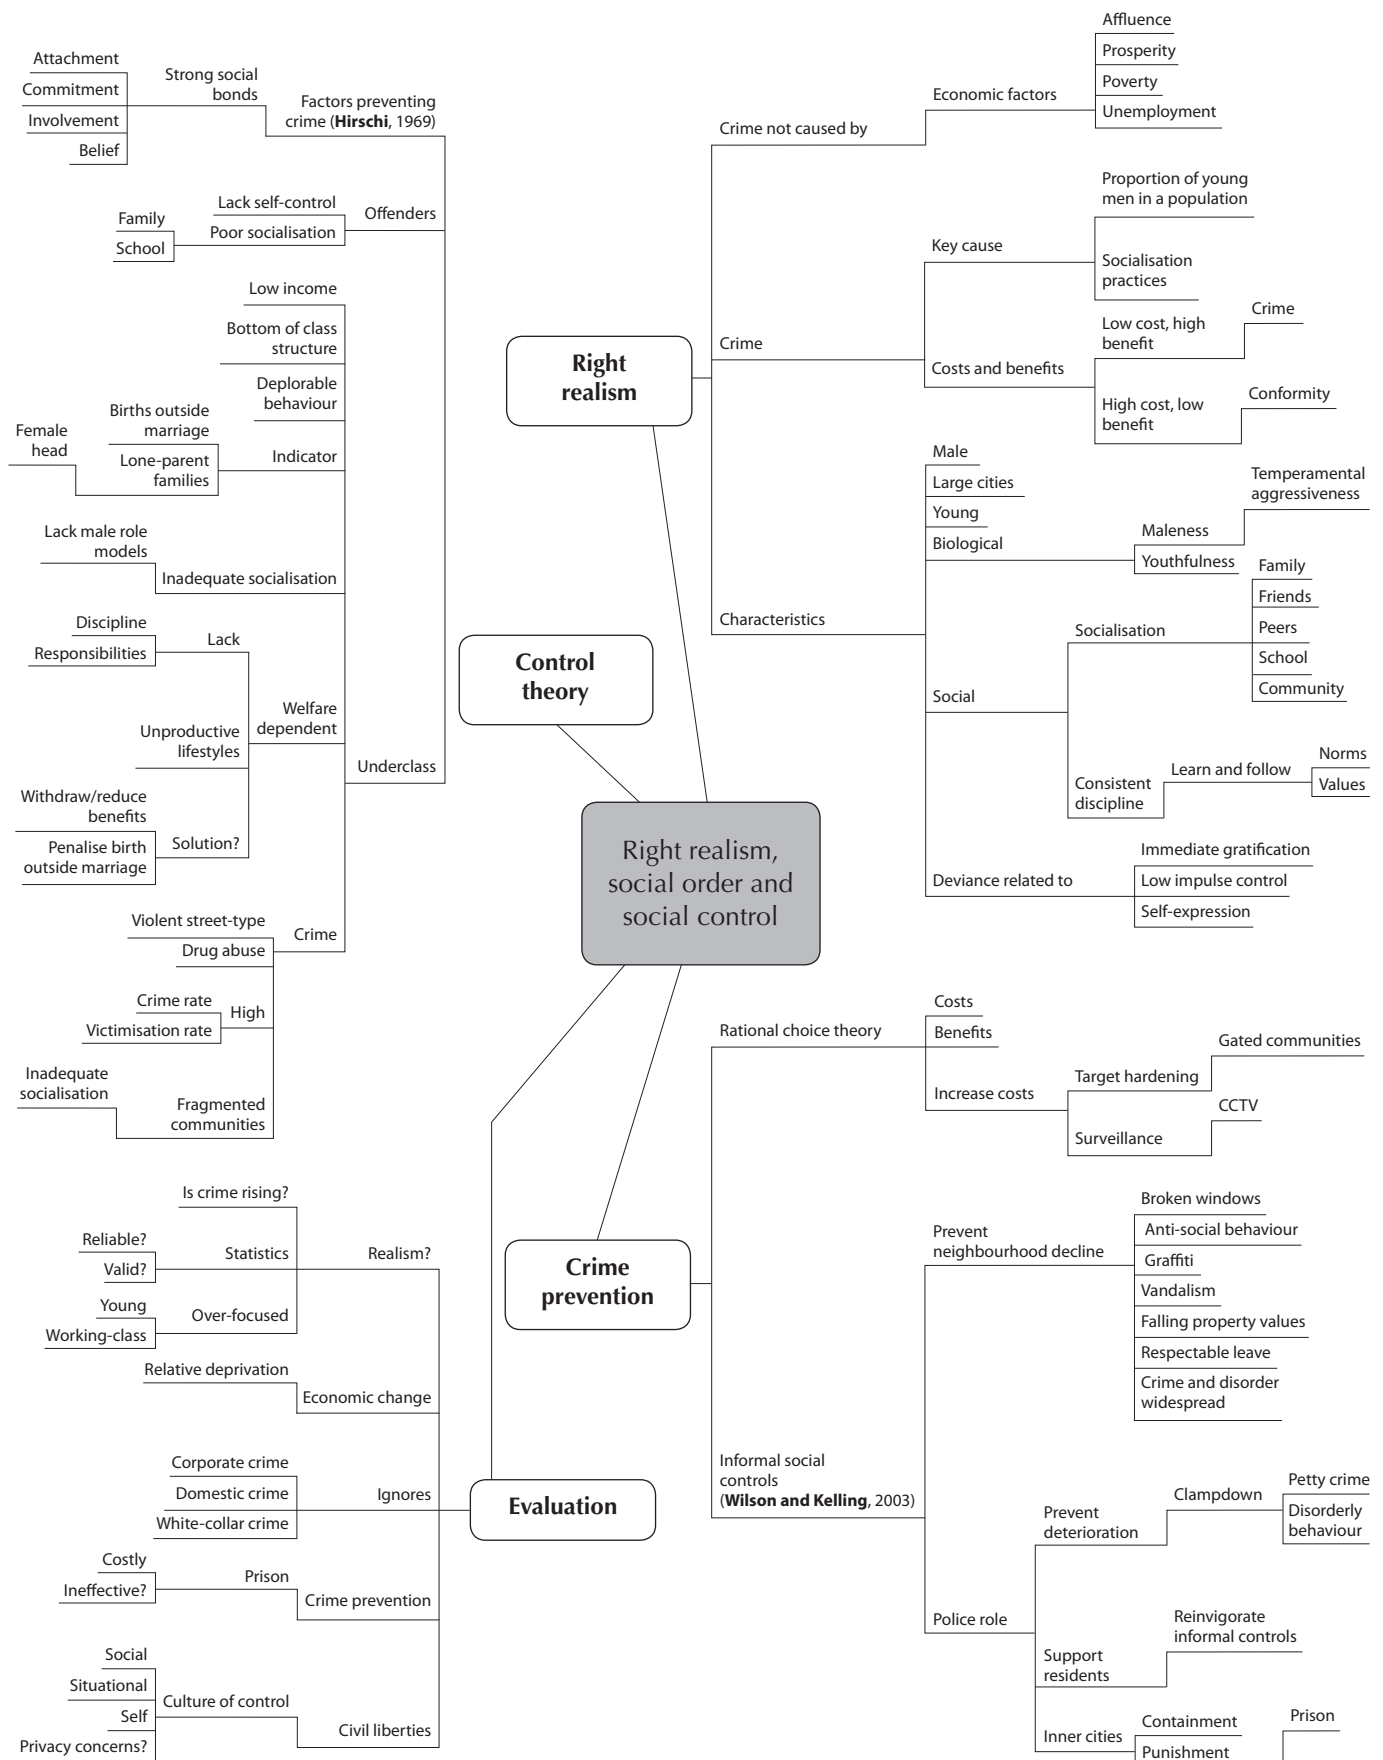 Right realism,
social order and
social control
Control
theory
Factors preventing
crime (Hirschi, 1969)
Strong social
bonds
Attachment
Commitment
Involvement
Belief
Offenders
Lack self-control
Poor socialisation
Family
School
Underclass
Low income
Bottom of class
structure
Deplorable
behaviour
Indicator
Births outside
marriage
Lone-parent
families
Female
head
Inadequate socialisation
Lack male role
models
Welfare
dependent
Lack
Discipline
Responsibilities
Unproductive
lifestyles
Solution?
Withdraw/reduce
benefits
Penalise birth
outside marriage
Crime
Violent street-type
Drug abuse
High
Crime rate
Victimisation rate
Fragmented
communities
Inadequate
socialisation
Right
realism
Crime not caused by
Economic factors
Affluence
Prosperity
Poverty
Unemployment
Crime
Key cause
Proportion of young
men in a population
Socialisation
practices
Costs and benefits
Low cost, high
benefit
Crime
High cost, low
benefit
Conformity
Characteristics
Male
Large cities
Young
Biological
Maleness
Temperamental
aggressiveness
Youthfulness
Social
Socialisation
Family
Friends
Peers
School
Community
Consistent
discipline
Learn and follow
Norms
Values
Deviance related to
Immediate gratification
Low impulse control
Self-expression
Crime
prevention
Rational choice theory
Costs
Benefits
Increase costs
Target hardening
Gated communities
Surveillance
CCTV
Informal social
controls
(Wilson and Kelling, 2003)
Prevent
neighbourhood decline
Broken windows
Anti-social behaviour
Graffiti
Vandalism
Falling property values
Respectable leave
Crime and disorder
widespread
Police role
Prevent
deterioration
Clampdown
Petty crime
Disorderly
behaviour
Support
residents
Reinvigorate
informal controls
Inner cities
Containment
Punishment
Prison
Evaluation
Realism?
Is crime rising?
Statistics
Reliable?
Valid?
Over-focused
Young
Working-class
Economic change
Relative deprivation
Ignores
Corporate crime
Domestic crime
White-collar crime
Crime prevention
Prison
Costly
Ineffective?
Civil liberties
Culture of control
Social
Situational
Self
Privacy concerns?